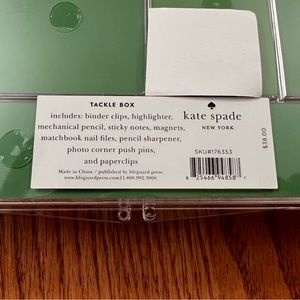 TACKLE BOX
includes: binder clips, highlighter,
mechanical pencil, sticky notes, magnets,
matchbook nail files, pencil sharpener,
photo corner push pins,
and paperclips
Made in China / published by lifeguard press
www.lifeguardpress.com / 1.800.992.3006
kate spade
NEW YORK
SKU#176353
8 25466 94858 7
$38.00